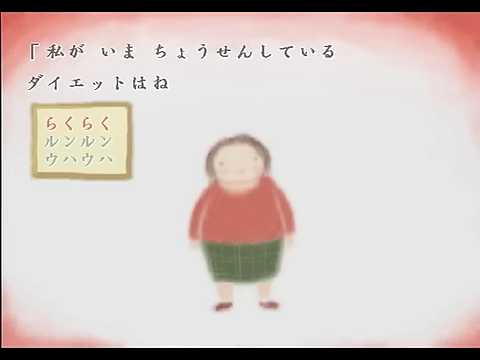 「私が いま ちょうせんしている
ダイエットはね
らくらく
ルンルン
ウハウハ